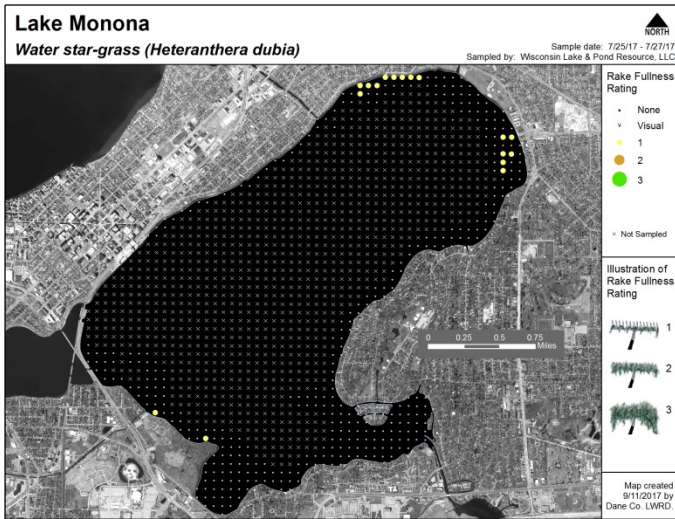 Lake Monona
Water star-grass (Heteranthera dubia)
NORTH
Sample date: 7/25/17 - 7/27/17
Sampled by: Wisconsin Lake & Pond Resource, LLC
Rake Fullness
Rating
None
v Visual
1
2
3
× Not Sampled
Illustration of
Rake Fullness
Rating
1
2
3
0 0.25 0.5 0.75
Miles
Map created
9/11/2017 by
Dane Co. LWRD.